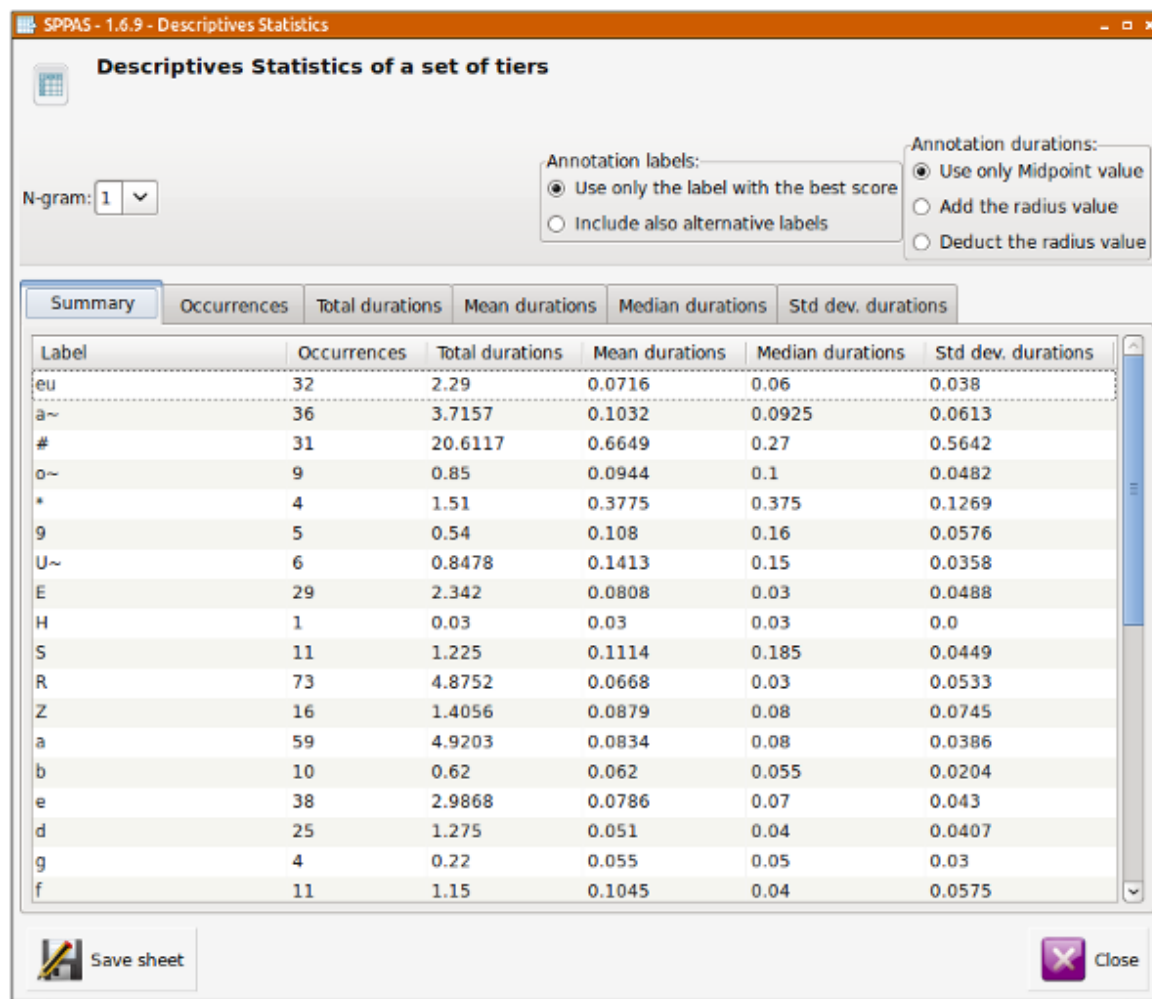 SPPAS - 1.6.9 - Descriptives Statistics
Descriptives Statistics of a set of tiers
N-gram: 1
Annotation labels:
Use only the label with the best score
Include also alternative labels
Annotation durations:
Use only Midpoint value
Add the radius value
Deduct the radius value
Summary Occurrences Total durations Mean durations Median durations Std dev. durations
Label Occurrences Total durations Mean durations Median durations Std dev. durations
eu 32 2.29 0.0716 0.06 0.038
a~ 36 3.7157 0.1032 0.0925 0.0613
# 31 20.6117 0.6649 0.27 0.5642
o~ 9 0.85 0.0944 0.1 0.0482
* 4 1.51 0.3775 0.375 0.1269
9 5 0.54 0.108 0.16 0.0576
U~ 6 0.8478 0.1413 0.15 0.0358
E 29 2.342 0.0808 0.03 0.0488
H 1 0.03 0.03 0.03 0.0
S 11 1.225 0.1114 0.185 0.0449
R 73 4.8752 0.0668 0.03 0.0533
Z 16 1.4056 0.0879 0.08 0.0745
a 59 4.9203 0.0834 0.08 0.0386
b 10 0.62 0.062 0.055 0.0204
e 38 2.9868 0.0786 0.07 0.043
d 25 1.275 0.051 0.04 0.0407
g 4 0.22 0.055 0.05 0.03
f 11 1.15 0.1045 0.04 0.0575
Save sheet
Close